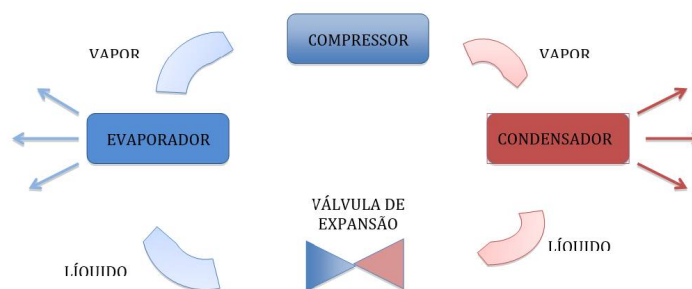 COMPRESSOR
VAPOR
VAPOR
EVAPORADOR
CONDENSADOR
VÁLVULA DE
EXPANSÃO
LÍQUIDO
LÍQUIDO